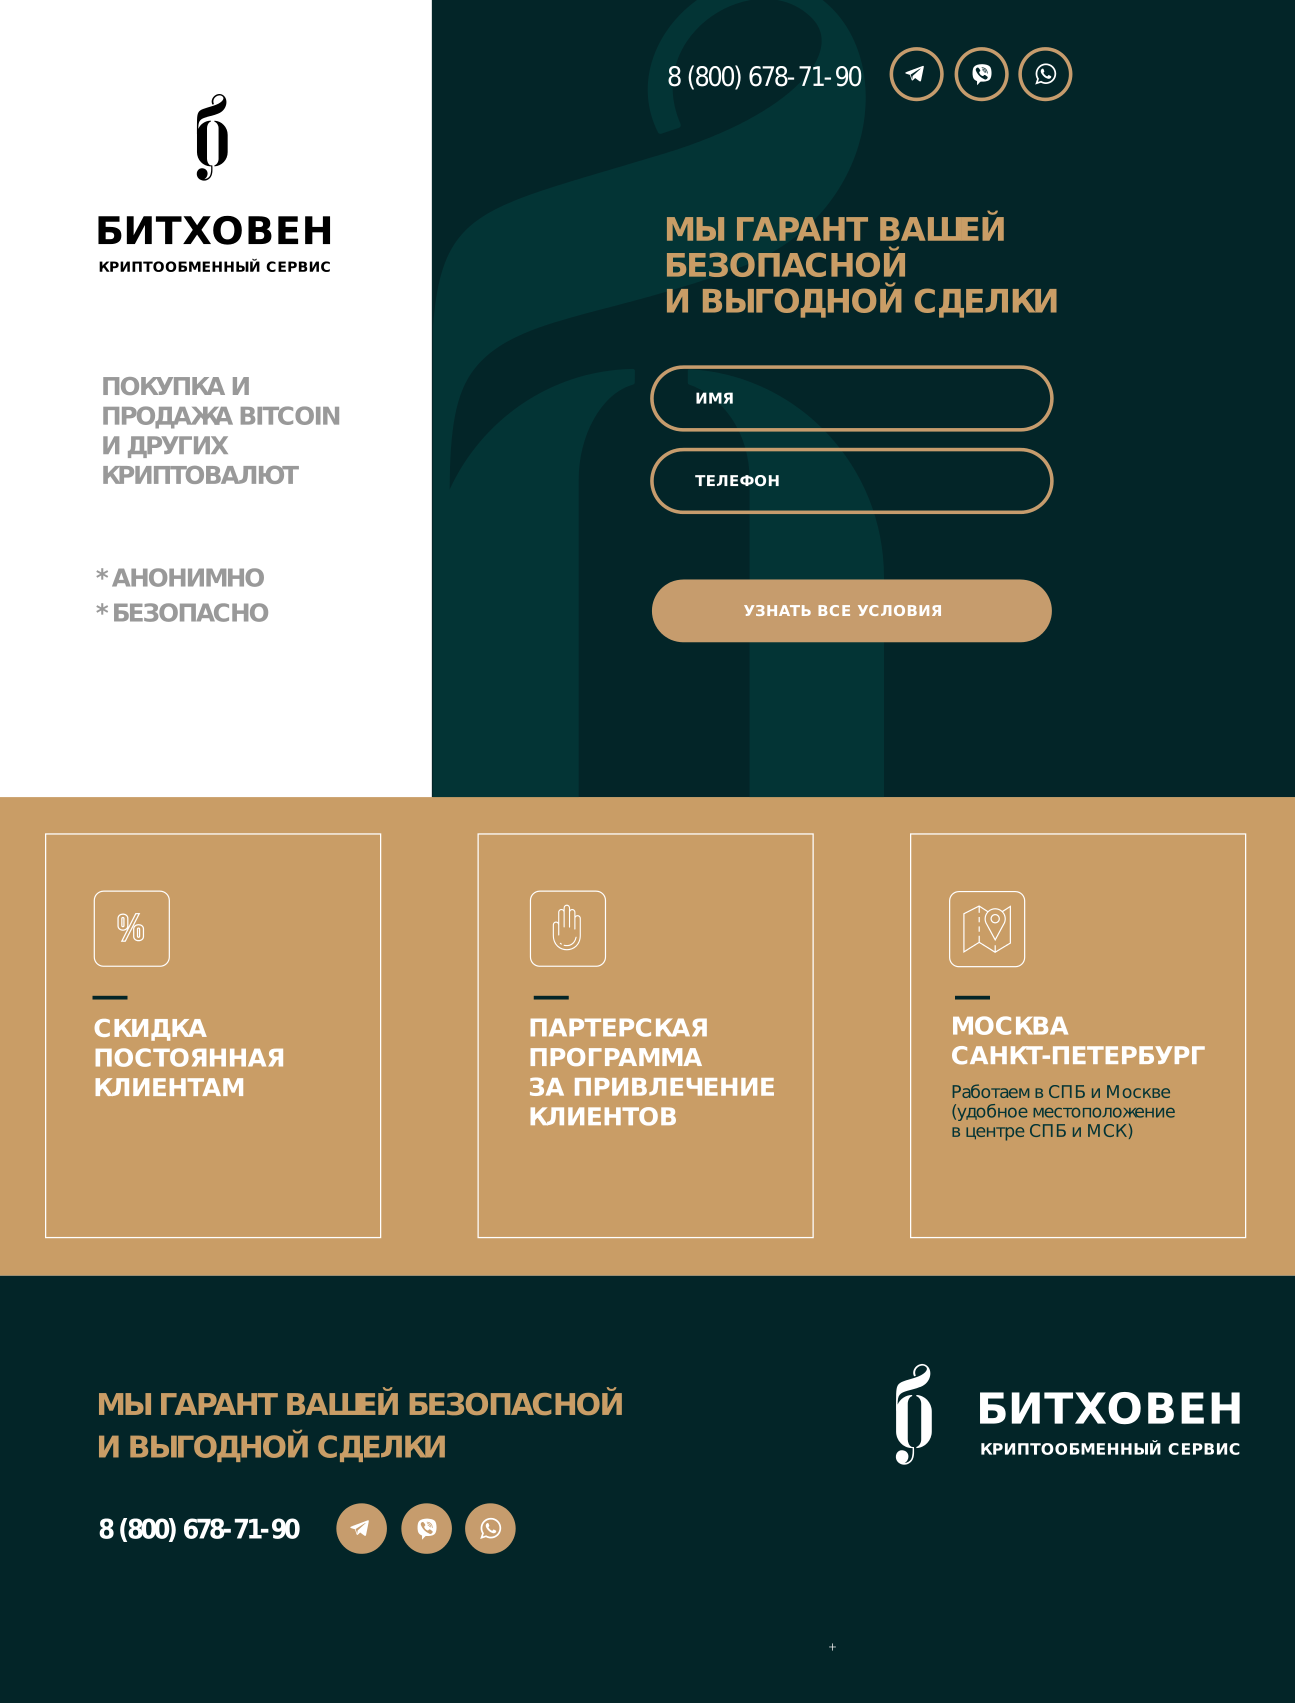 БИТХОВЕН
КРИПТООБМЕННЫЙ СЕРВИС
ПОКУПКА И
ПРОДАЖА BITCOIN
И ДРУГИХ
КРИПТОВАЛЮТ
* АНОНИМНО
* БЕЗОПАСНО
8 (800) 678-71-90
МЫ ГАРАНТ ВАШЕЙ
БЕЗОПАСНОЙ
И ВЫГОДНОЙ СДЕЛКИ
ИМЯ
ТЕЛЕФОН
УЗНАТЬ ВСЕ УСЛОВИЯ
%
СКИДКА
ПОСТОЯННАЯ
КЛИЕНТАМ
ПАРТЕРСКАЯ
ПРОГРАММА
ЗА ПРИВЛЕЧЕНИЕ
КЛИЕНТОВ
МОСКВА
САНКТ-ПЕТЕРБУРГ
Работаем в СПБ и Москве
(удобное местоположение
в центре СПБ и МСК)
МЫ ГАРАНТ ВАШЕЙ БЕЗОПАСНОЙ
И ВЫГОДНОЙ СДЕЛКИ
8 (800) 678-71-90
БИТХОВЕН
КРИПТООБМЕННЫЙ СЕРВИС
+